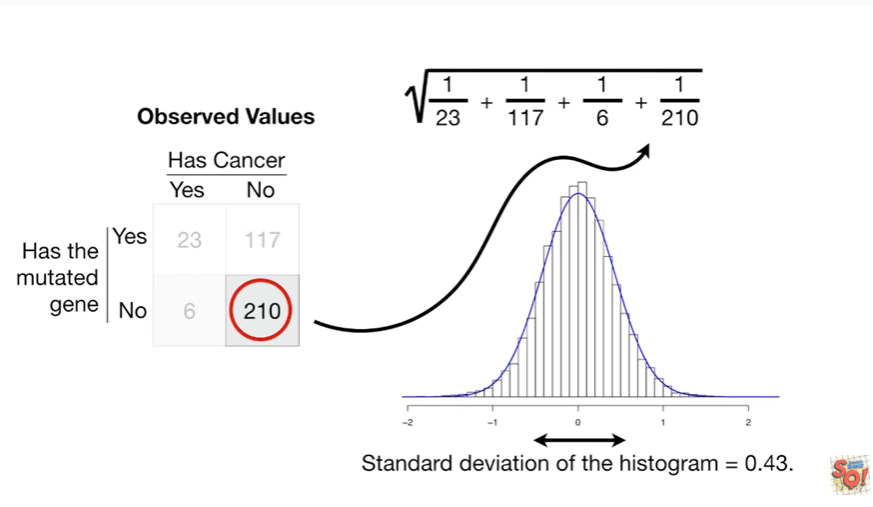 √ 1/23 + 1/117 + 1/6 + 1/210
Observed Values
Has Cancer
Yes No
Has the mutated gene
Yes 23 117
No 6 210
-2 -1 0 1 2
Standard deviation of the histogram = 0.43.
SQ!